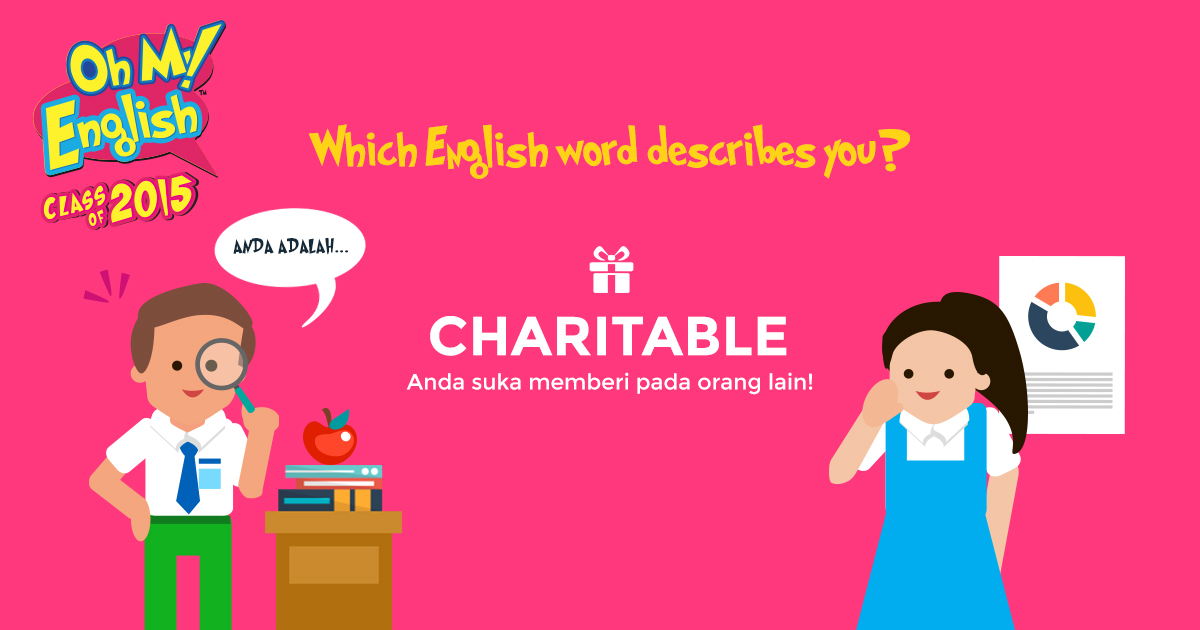 Oh My!
English™
CLASS OF 2015
Which English word describes you?
ANDA ADALAH...
CHARITABLE
Anda suka memberi pada orang lain!